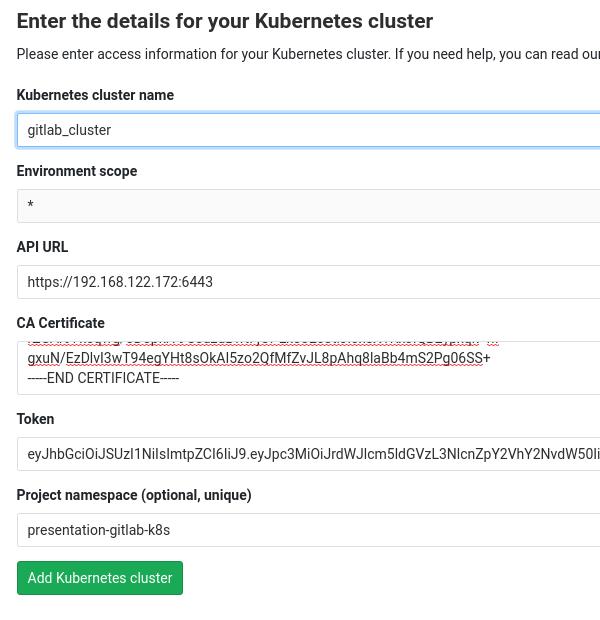 Enter the details for your Kubernetes cluster
Please enter access information for your Kubernetes cluster. If you need help, you can read our
Kubernetes cluster name
gitlab_cluster
Environment scope
*
API URL
https://192.168.122.172:6443
CA Certificate
gxuN/EzDlvI3wT94egYHt8sOkAI5zo2QfMfZvJL8pAhq8laBb4mS2Pg06SS+
-----END CERTIFICATE-----
Token
eyJhbGciOiJSUzI1NiIsImtpZCI6IiJ9.eyJpc3MiOiJrdWJlcm5ldGVzL3NlcnZpY2VhY2NvdW50Ii
Project namespace (optional, unique)
presentation-gitlab-k8s
Add Kubernetes cluster